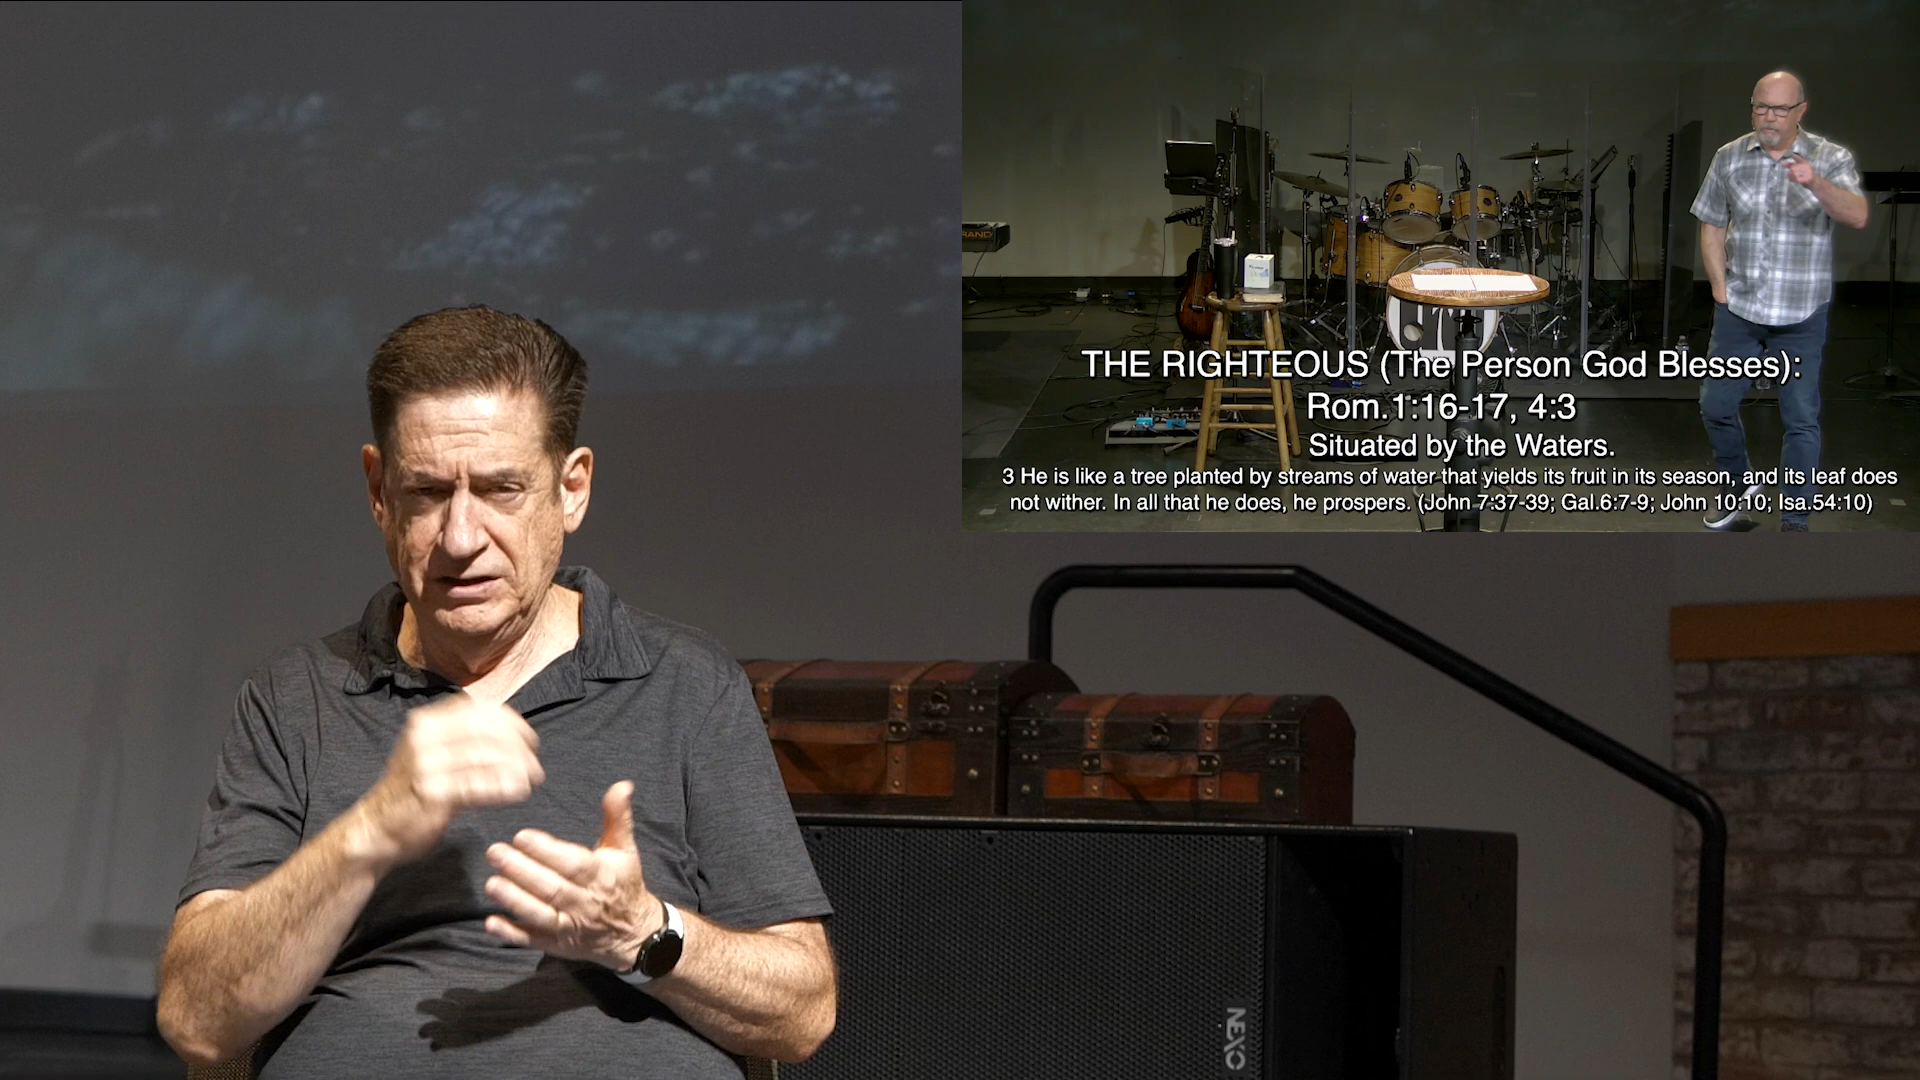 THE RIGHTEOUS (The Person God Blesses):
Rom.1:16-17, 4:3
Situated by the Waters.
3 He is like a tree planted by streams of water that yields its fruit in its season, and its leaf does
not wither. In all that he does, he prospers. (John 7:37-39; Gal.6:7-9; John 10:10; Isa.54:10)
NEXO